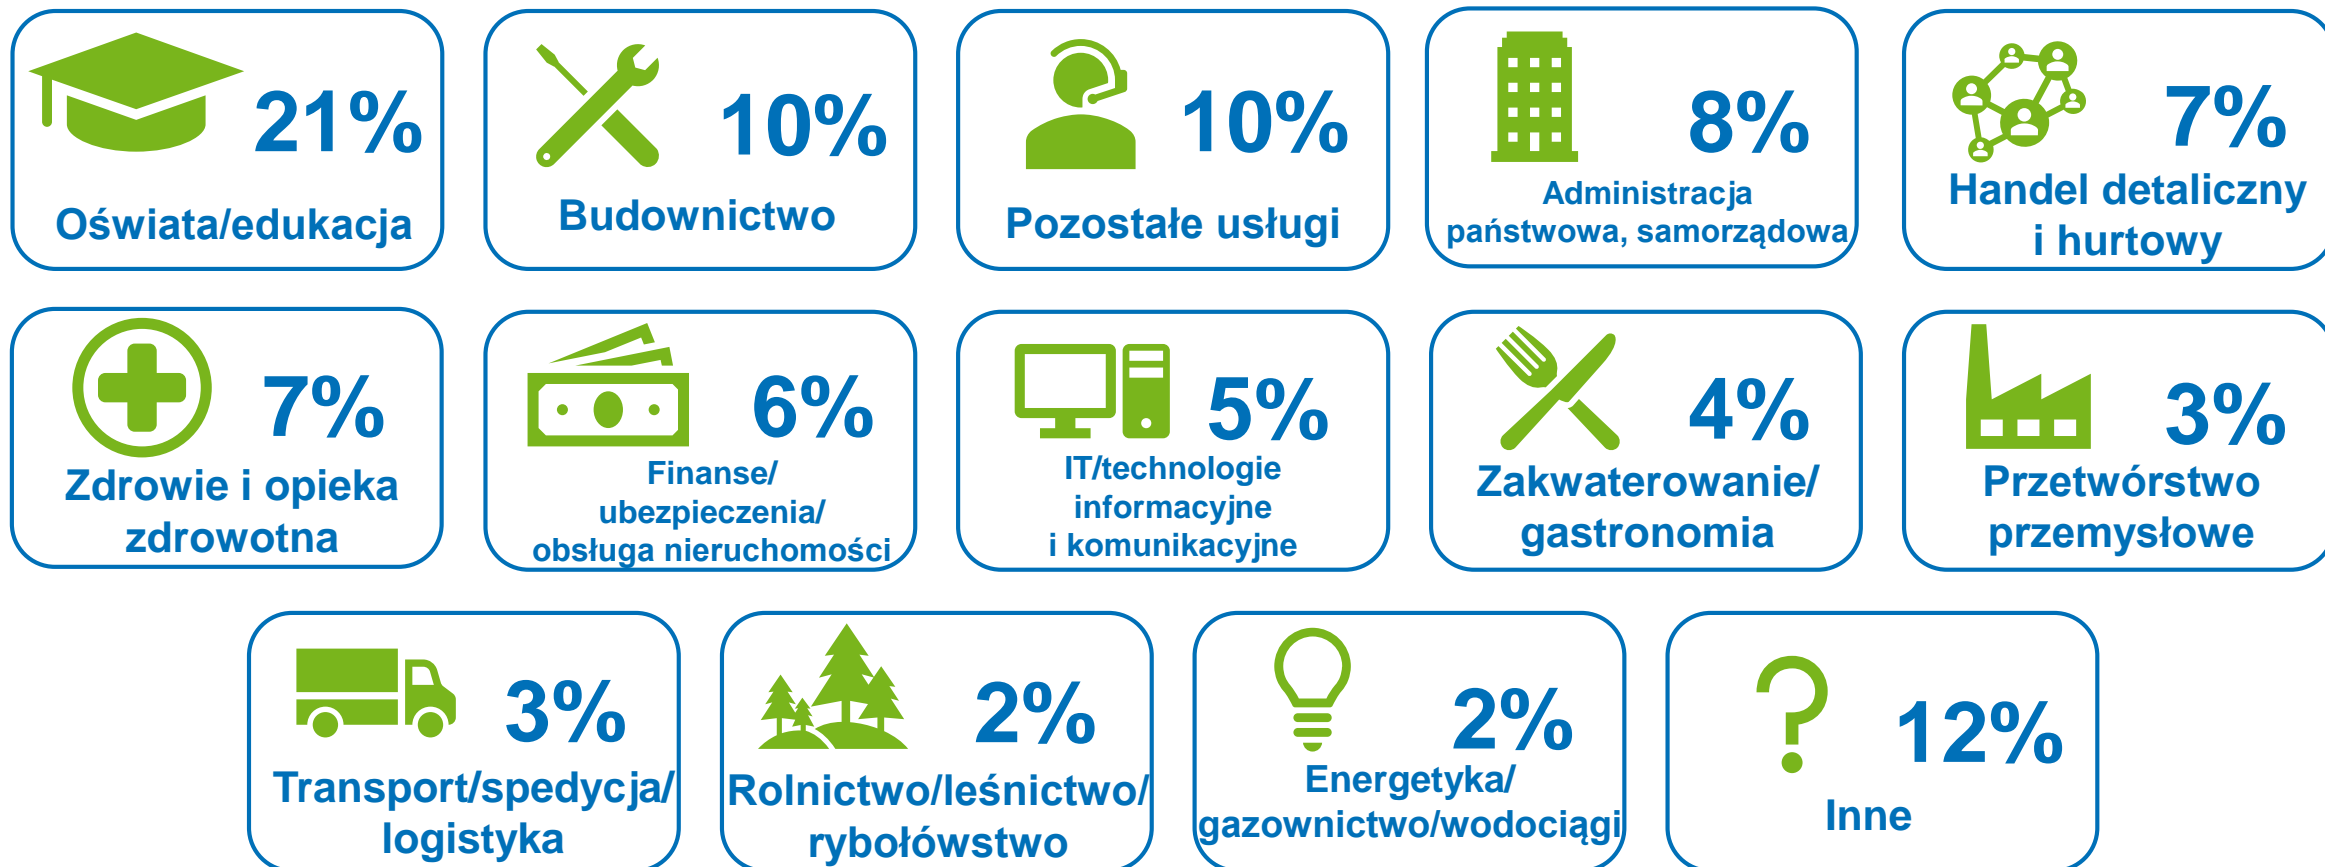 21%
Oświata/edukacja
10%
Budownictwo
10%
Pozostałe usługi
8%
Administracja
państwowa, samorządowa
7%
Handel detaliczny
i hurtowy
7%
Zdrowie i opieka
zdrowotna
6%
Finanse/
ubezpieczenia/
obsługa nieruchomości
5%
IT/technologie
informacyjne
i komunikacyjne
4%
Zakwaterowanie/
gastronomia
3%
Przetwórstwo
przemysłowe
3%
Transport/spedycja/
logistyka
2%
Rolnictwo/leśnictwo/
rybołówstwo
2%
Energetyka/
gazownictwo/wodociągi
12%
Inne